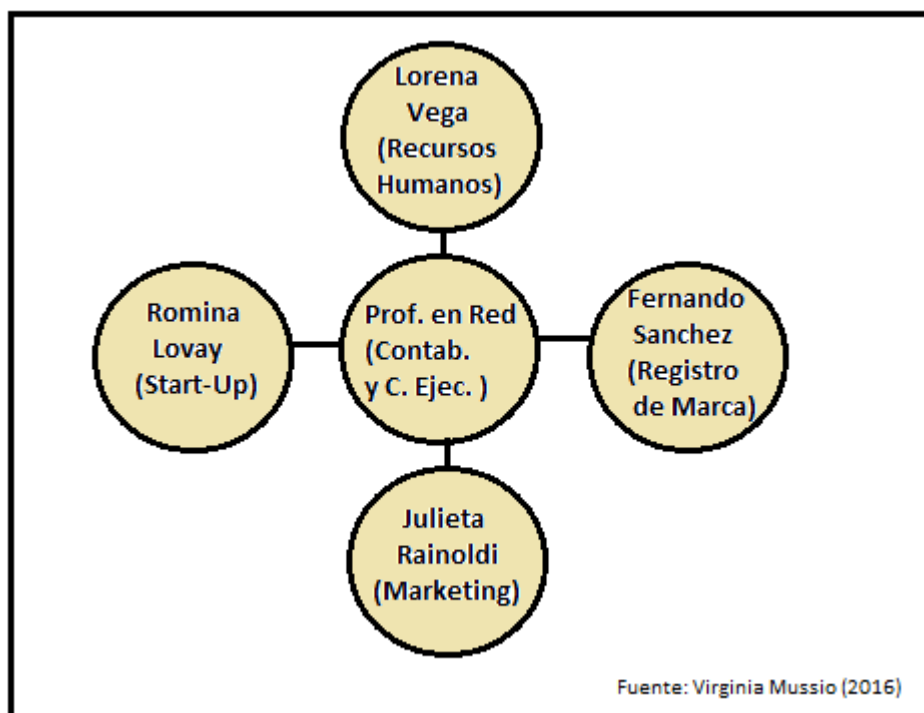 Lorena
Vega
(Recursos
Humanos)
Romina
Lovay
(Start-Up)
Prof. en Red
(Contab.
y C. Ejec. )
Fernando
Sanchez
(Registro
de Marca)
Julieta
Rainoldi
(Marketing)
Fuente: Virginia Mussio (2016)